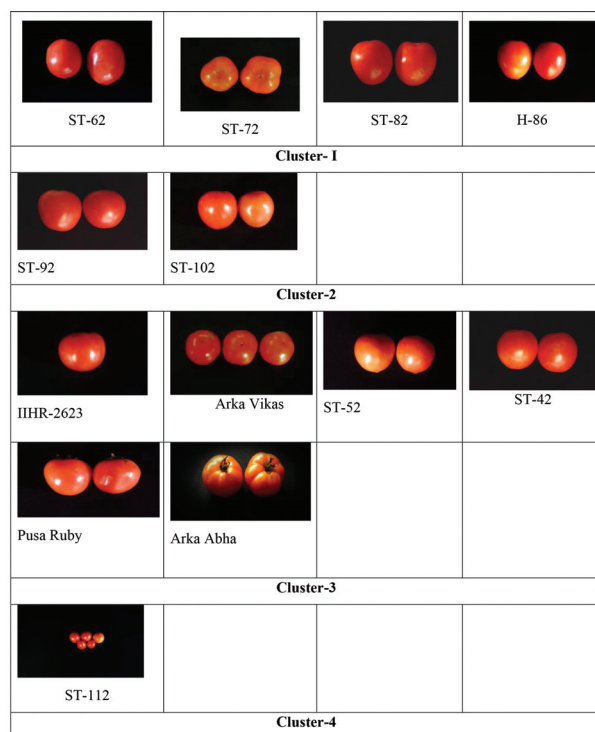 ST-62
ST-72
ST-82
H-86
Cluster- I
ST-92
ST-102
Cluster-2
IIHR-2623
Arka Vikas
ST-52
ST-42
Pusa Ruby
Arka Abha
Cluster-3
ST-112
Cluster-4